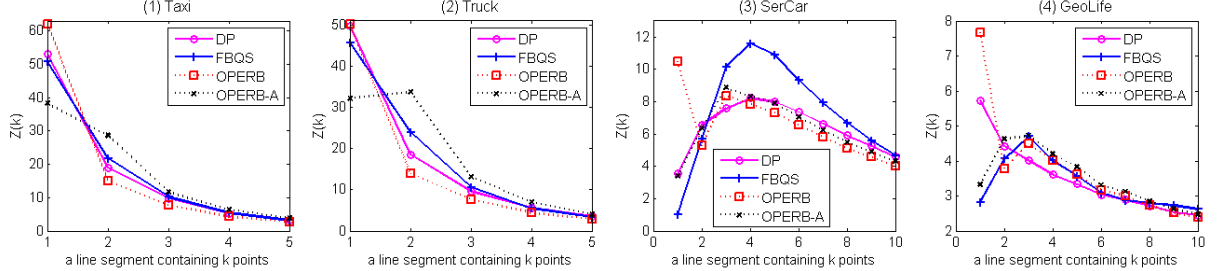 (1) Taxi
Z(k)
60
50
40
30
20
10
0
1 2 3 4 5
a line segment containing k points
DP
FBQS
OPERB
OPERB-A
(2) Truck
Z(k)
50
40
30
20
10
0
1 2 3 4 5
a line segment containing k points
DP
FBQS
OPERB
OPERB-A
(3) SerCar
Z(k)
12
10
8
6
4
2
0
0 2 4 6 8 10
a line segment containing k points
DP
FBQS
OPERB
OPERB-A
(4) GeoLife
Z(k)
8
7
6
5
4
3
2
0 2 4 6 8 10
a line segment containing k points
DP
FBQS
OPERB
OPERB-A